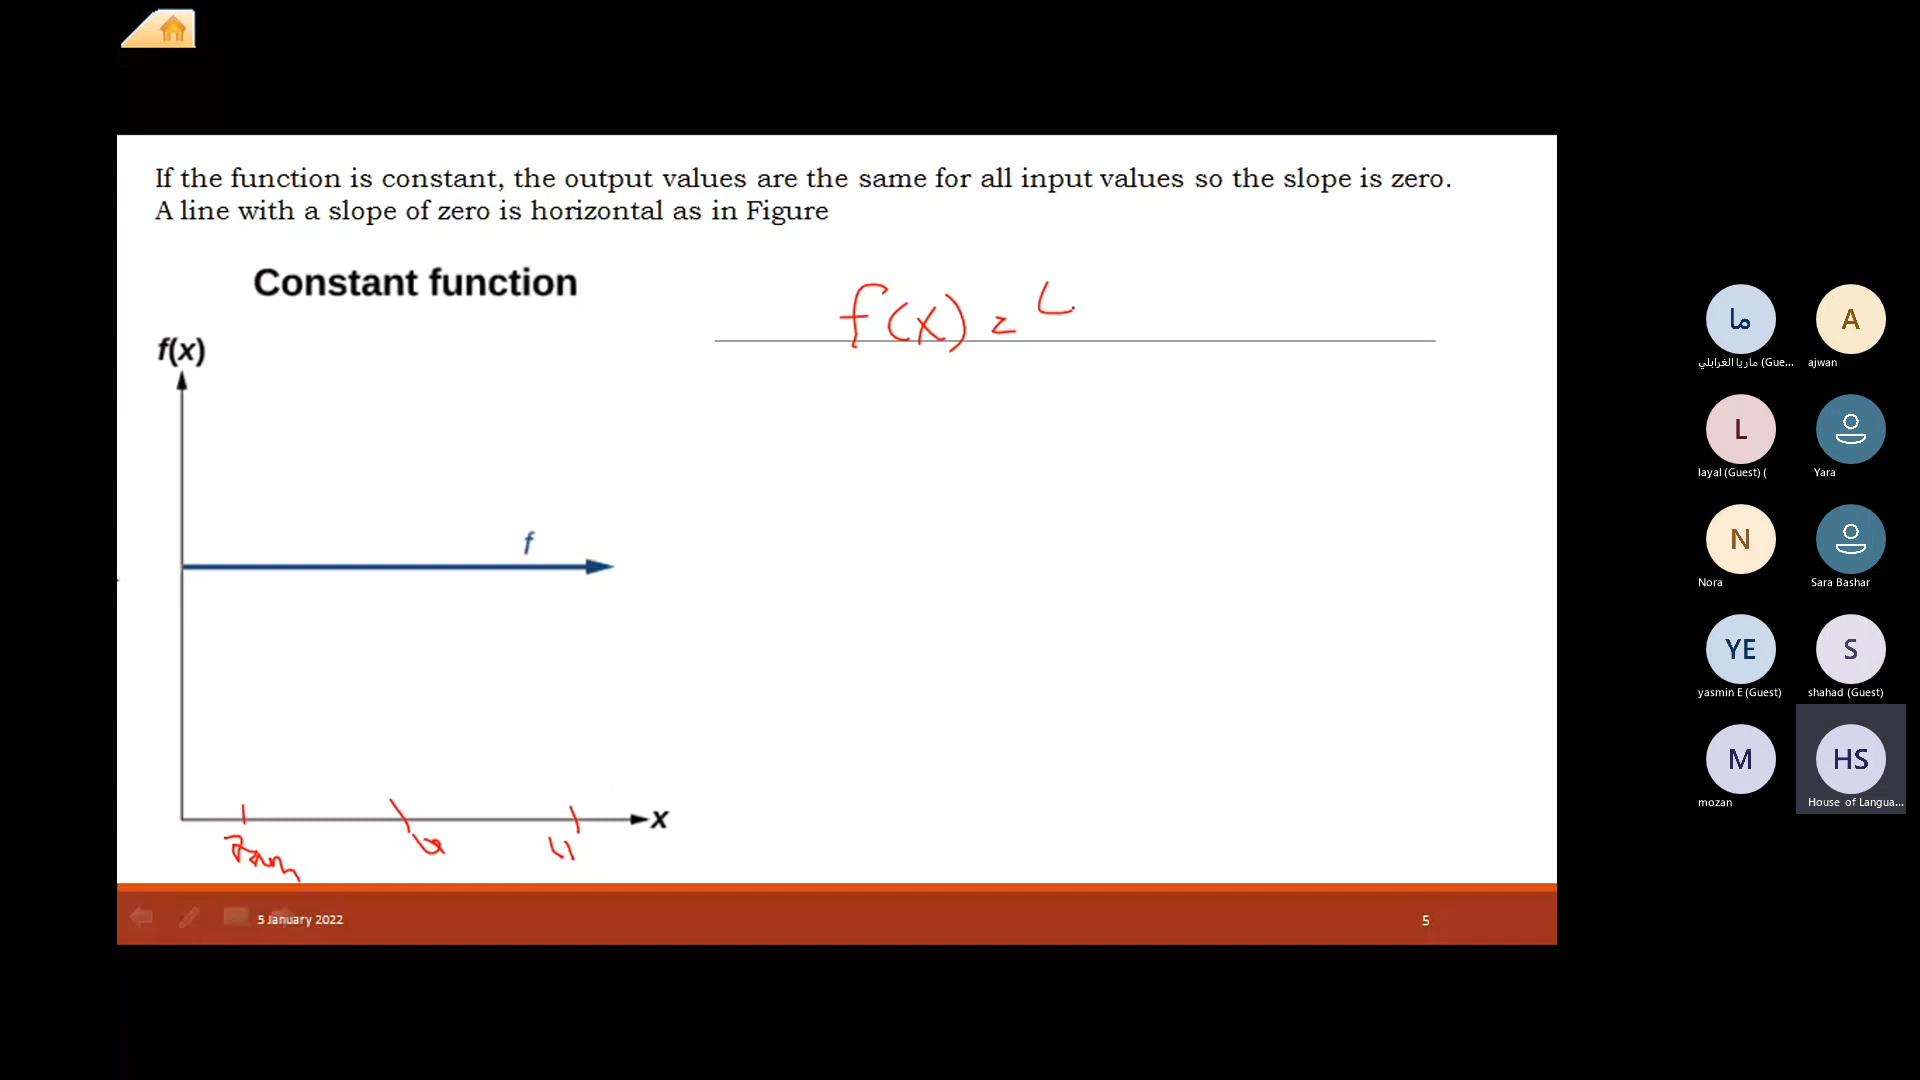 If the function is constant, the output values are the same for all input values so the slope is zero.
A line with a slope of zero is horizontal as in Figure
Constant function
f(x) =
f(x)
f
x
5 January 2022
5
ما
ماريا الغرابلي (Gue...
A
ajwan
L
layal (Guest) (
Yara
N
Nora
Sara Bashar
YE
yasmin E (Guest)
S
shahad (Guest)
M
mozan
HS
House of Langua...